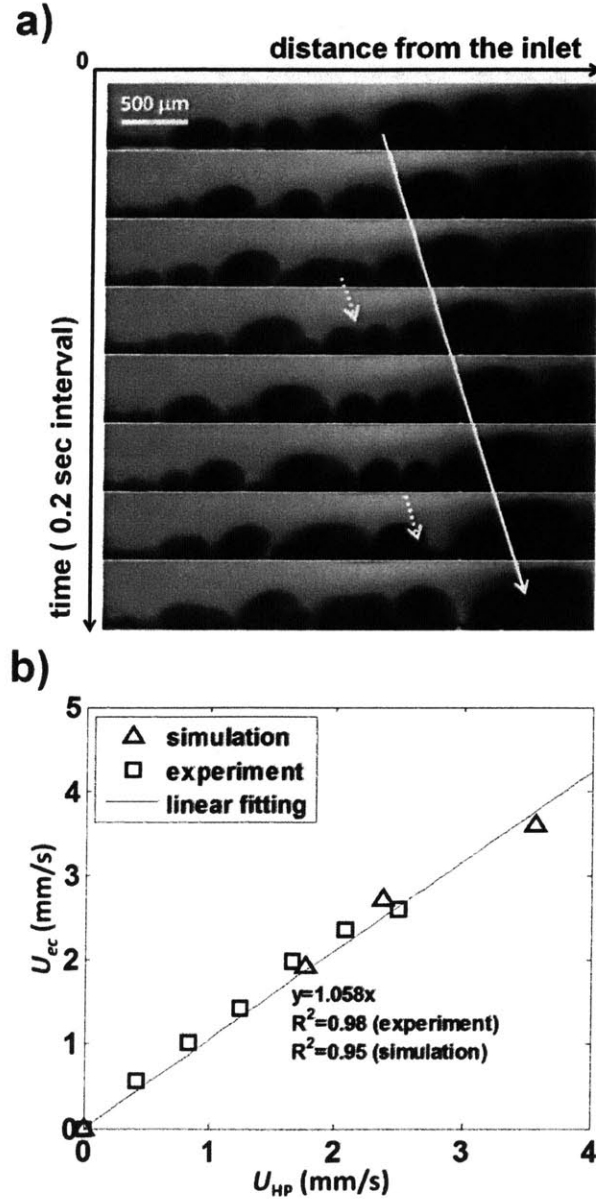 a)
0
distance from the inlet
500 μm
time ( 0.2 sec interval)
b)
5
4
3
2
1
0
U_ec (mm/s)
simulation
experiment
linear fitting
y=1.058x
R²=0.98 (experiment)
R²=0.95 (simulation)
0 1 2 3 4
U_HP (mm/s)